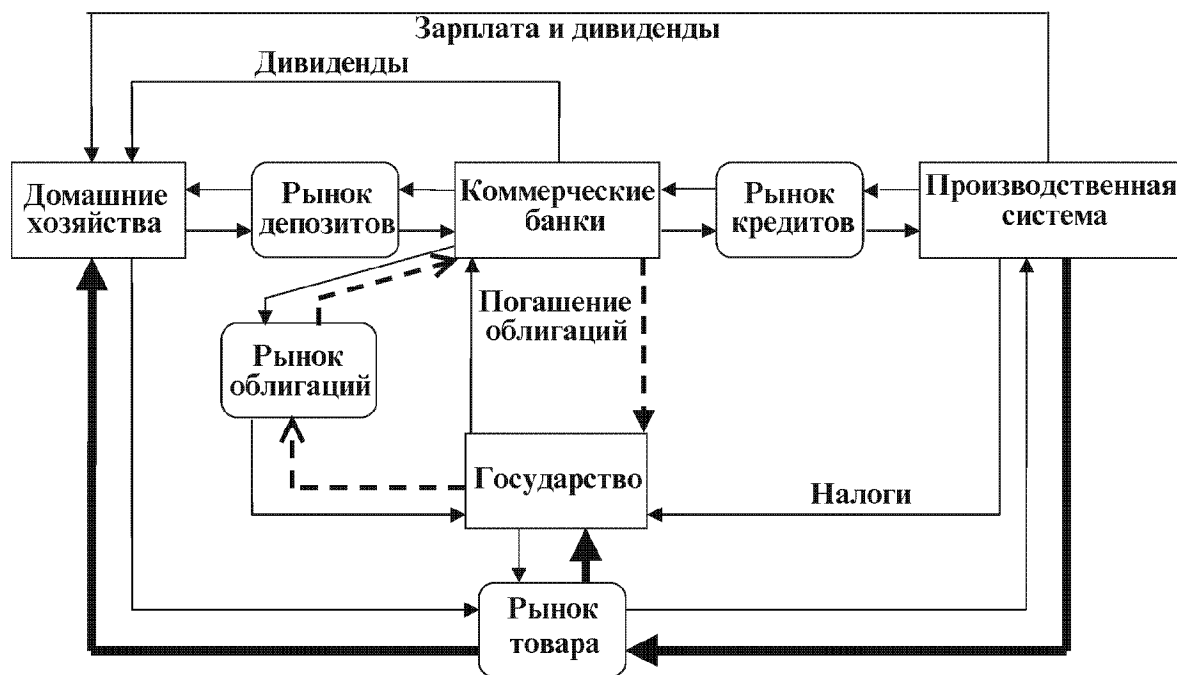 Зарплата и дивиденды
Дивиденды
Домашние
хозяйства
Рынок
депозитов
Коммерческие
банки
Рынок
кредитов
Производственная
система
Погашение
облигаций
Рынок
облигаций
Государство
Налоги
Рынок
товара